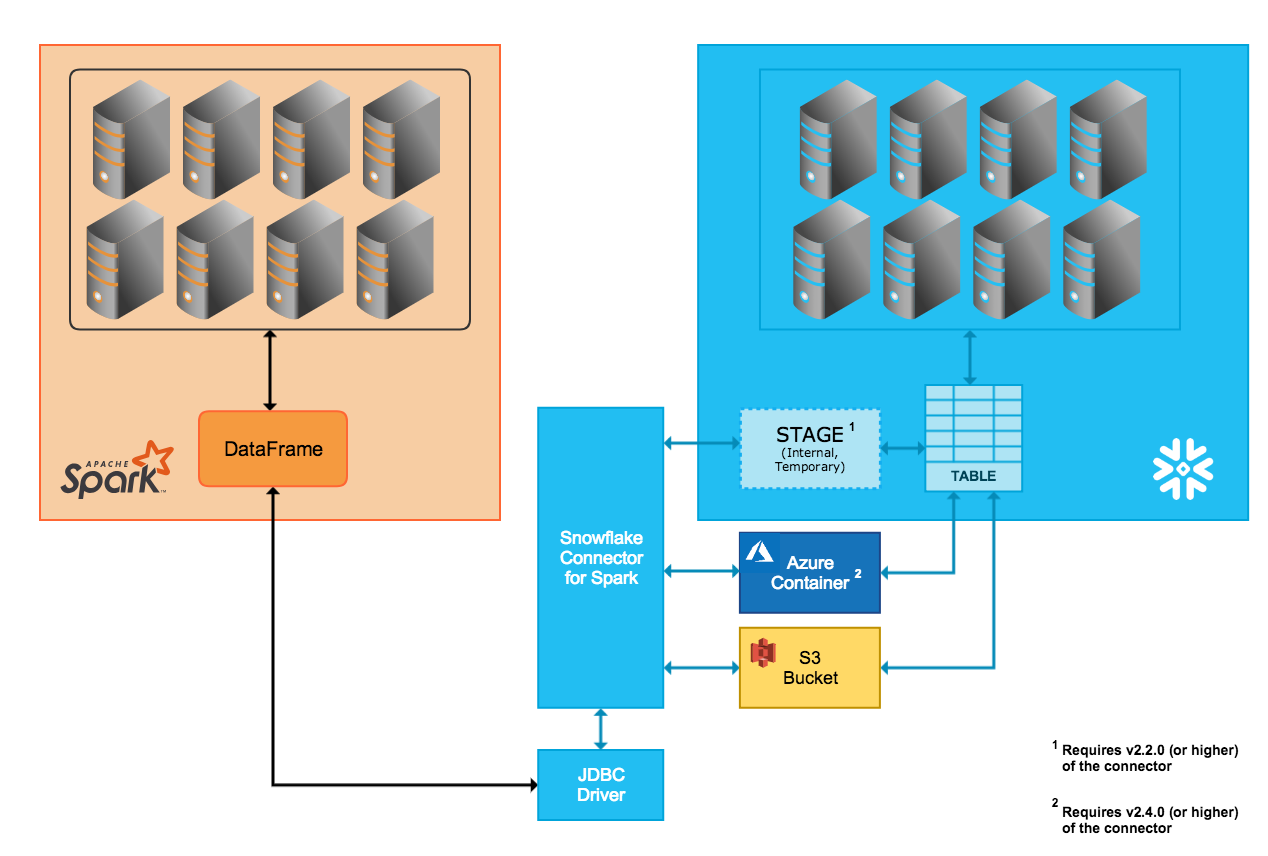 DataFrame
APACHE
Spark™
STAGE 1
(Internal,
Temporary)
TABLE
Snowflake
Connector
for Spark
Azure
Container 2
S3
Bucket
JDBC
Driver
1 Requires v2.2.0 (or higher)
of the connector
2 Requires v2.4.0 (or higher)
of the connector